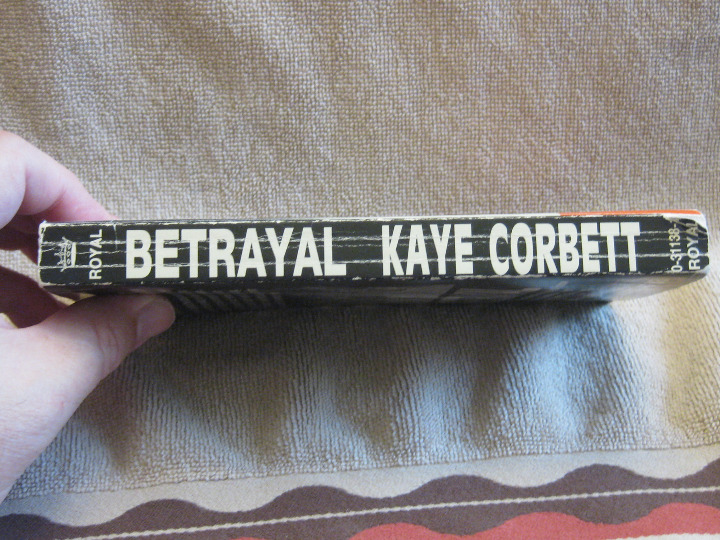 ROYAL
BETRAYAL KAYE CORBETT
0-31138-
ROYAL